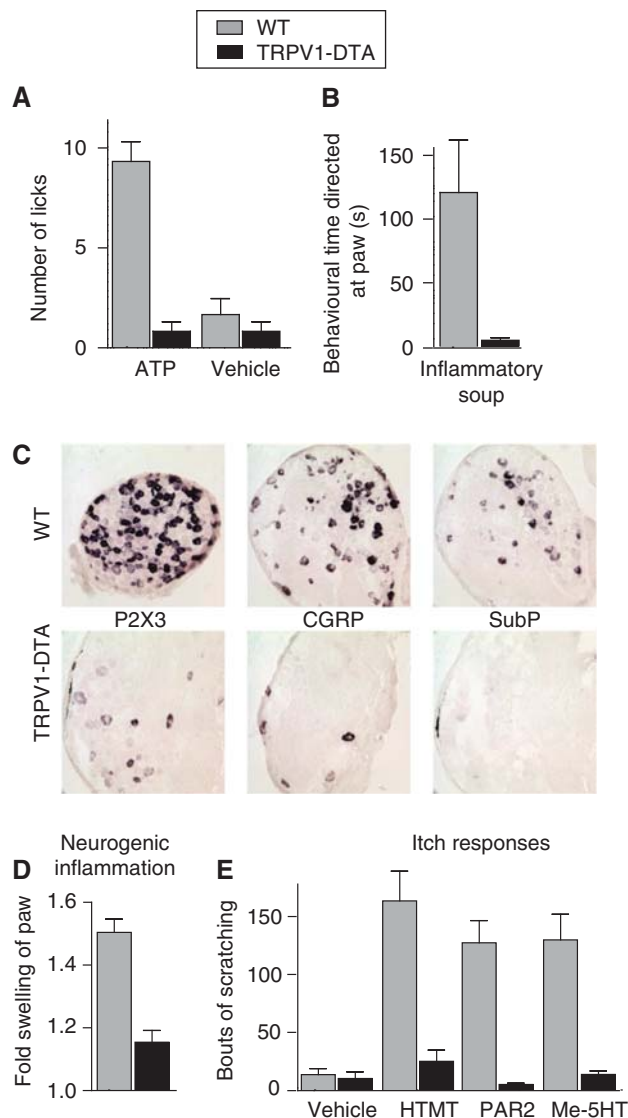 WT
TRPV1-DTA
A
Number of licks
10
5
0
ATP
Vehicle
B
Behavioural time directed
at paw (s)
150
100
50
0
Inflammatory
soup
C
WT
P2X3
CGRP
SubP
TRPV1-DTA
D
Neurogenic
inflammation
Fold swelling of paw
1.6
1.4
1.2
1.0
E
Itch responses
Bouts of scratching
150
100
50
0
Vehicle
HTMT
PAR2
Me-5HT